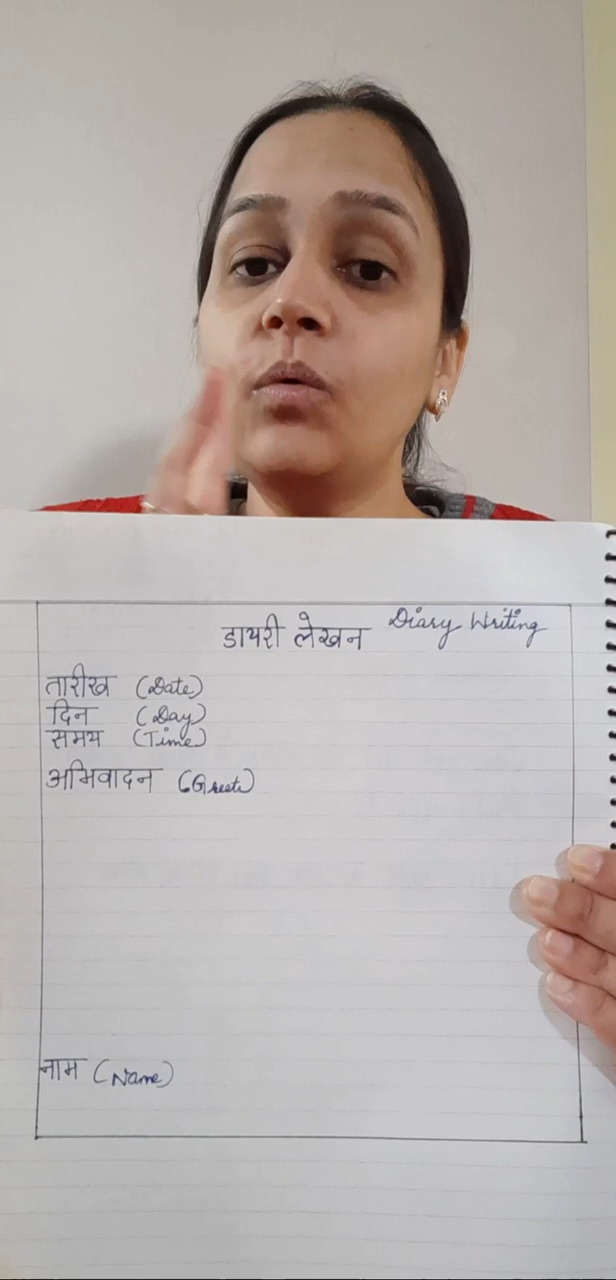 डायरी लेखन Diary Writing
तारीख (Date)
दिन (Day)
समय (Time)
अभिवादन (Greet)
नाम (Name)